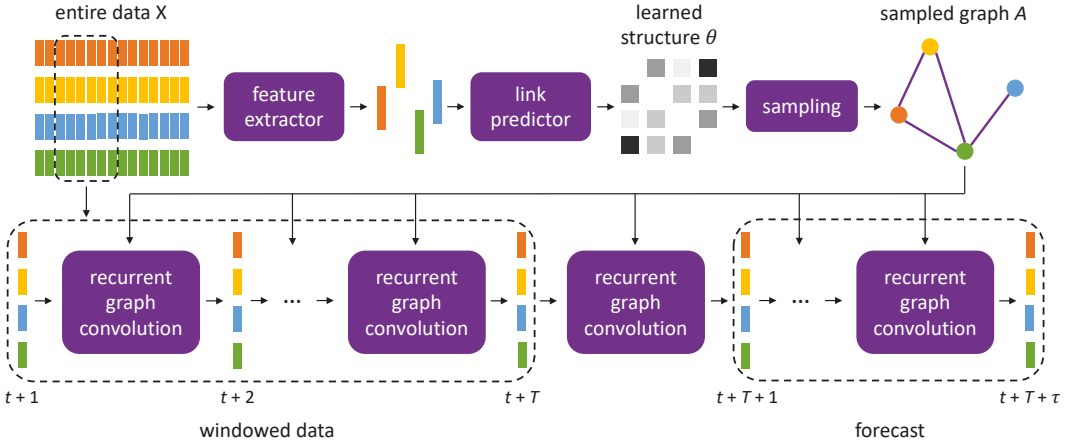 entire data X
feature
extractor
link
predictor
learned
structure θ
sampling
sampled graph A
recurrent
graph
convolution
...
recurrent
graph
convolution
recurrent
graph
convolution
...
recurrent
graph
convolution
t + 1
t + 2
t + T
t + T + 1
t + T + τ
windowed data
forecast